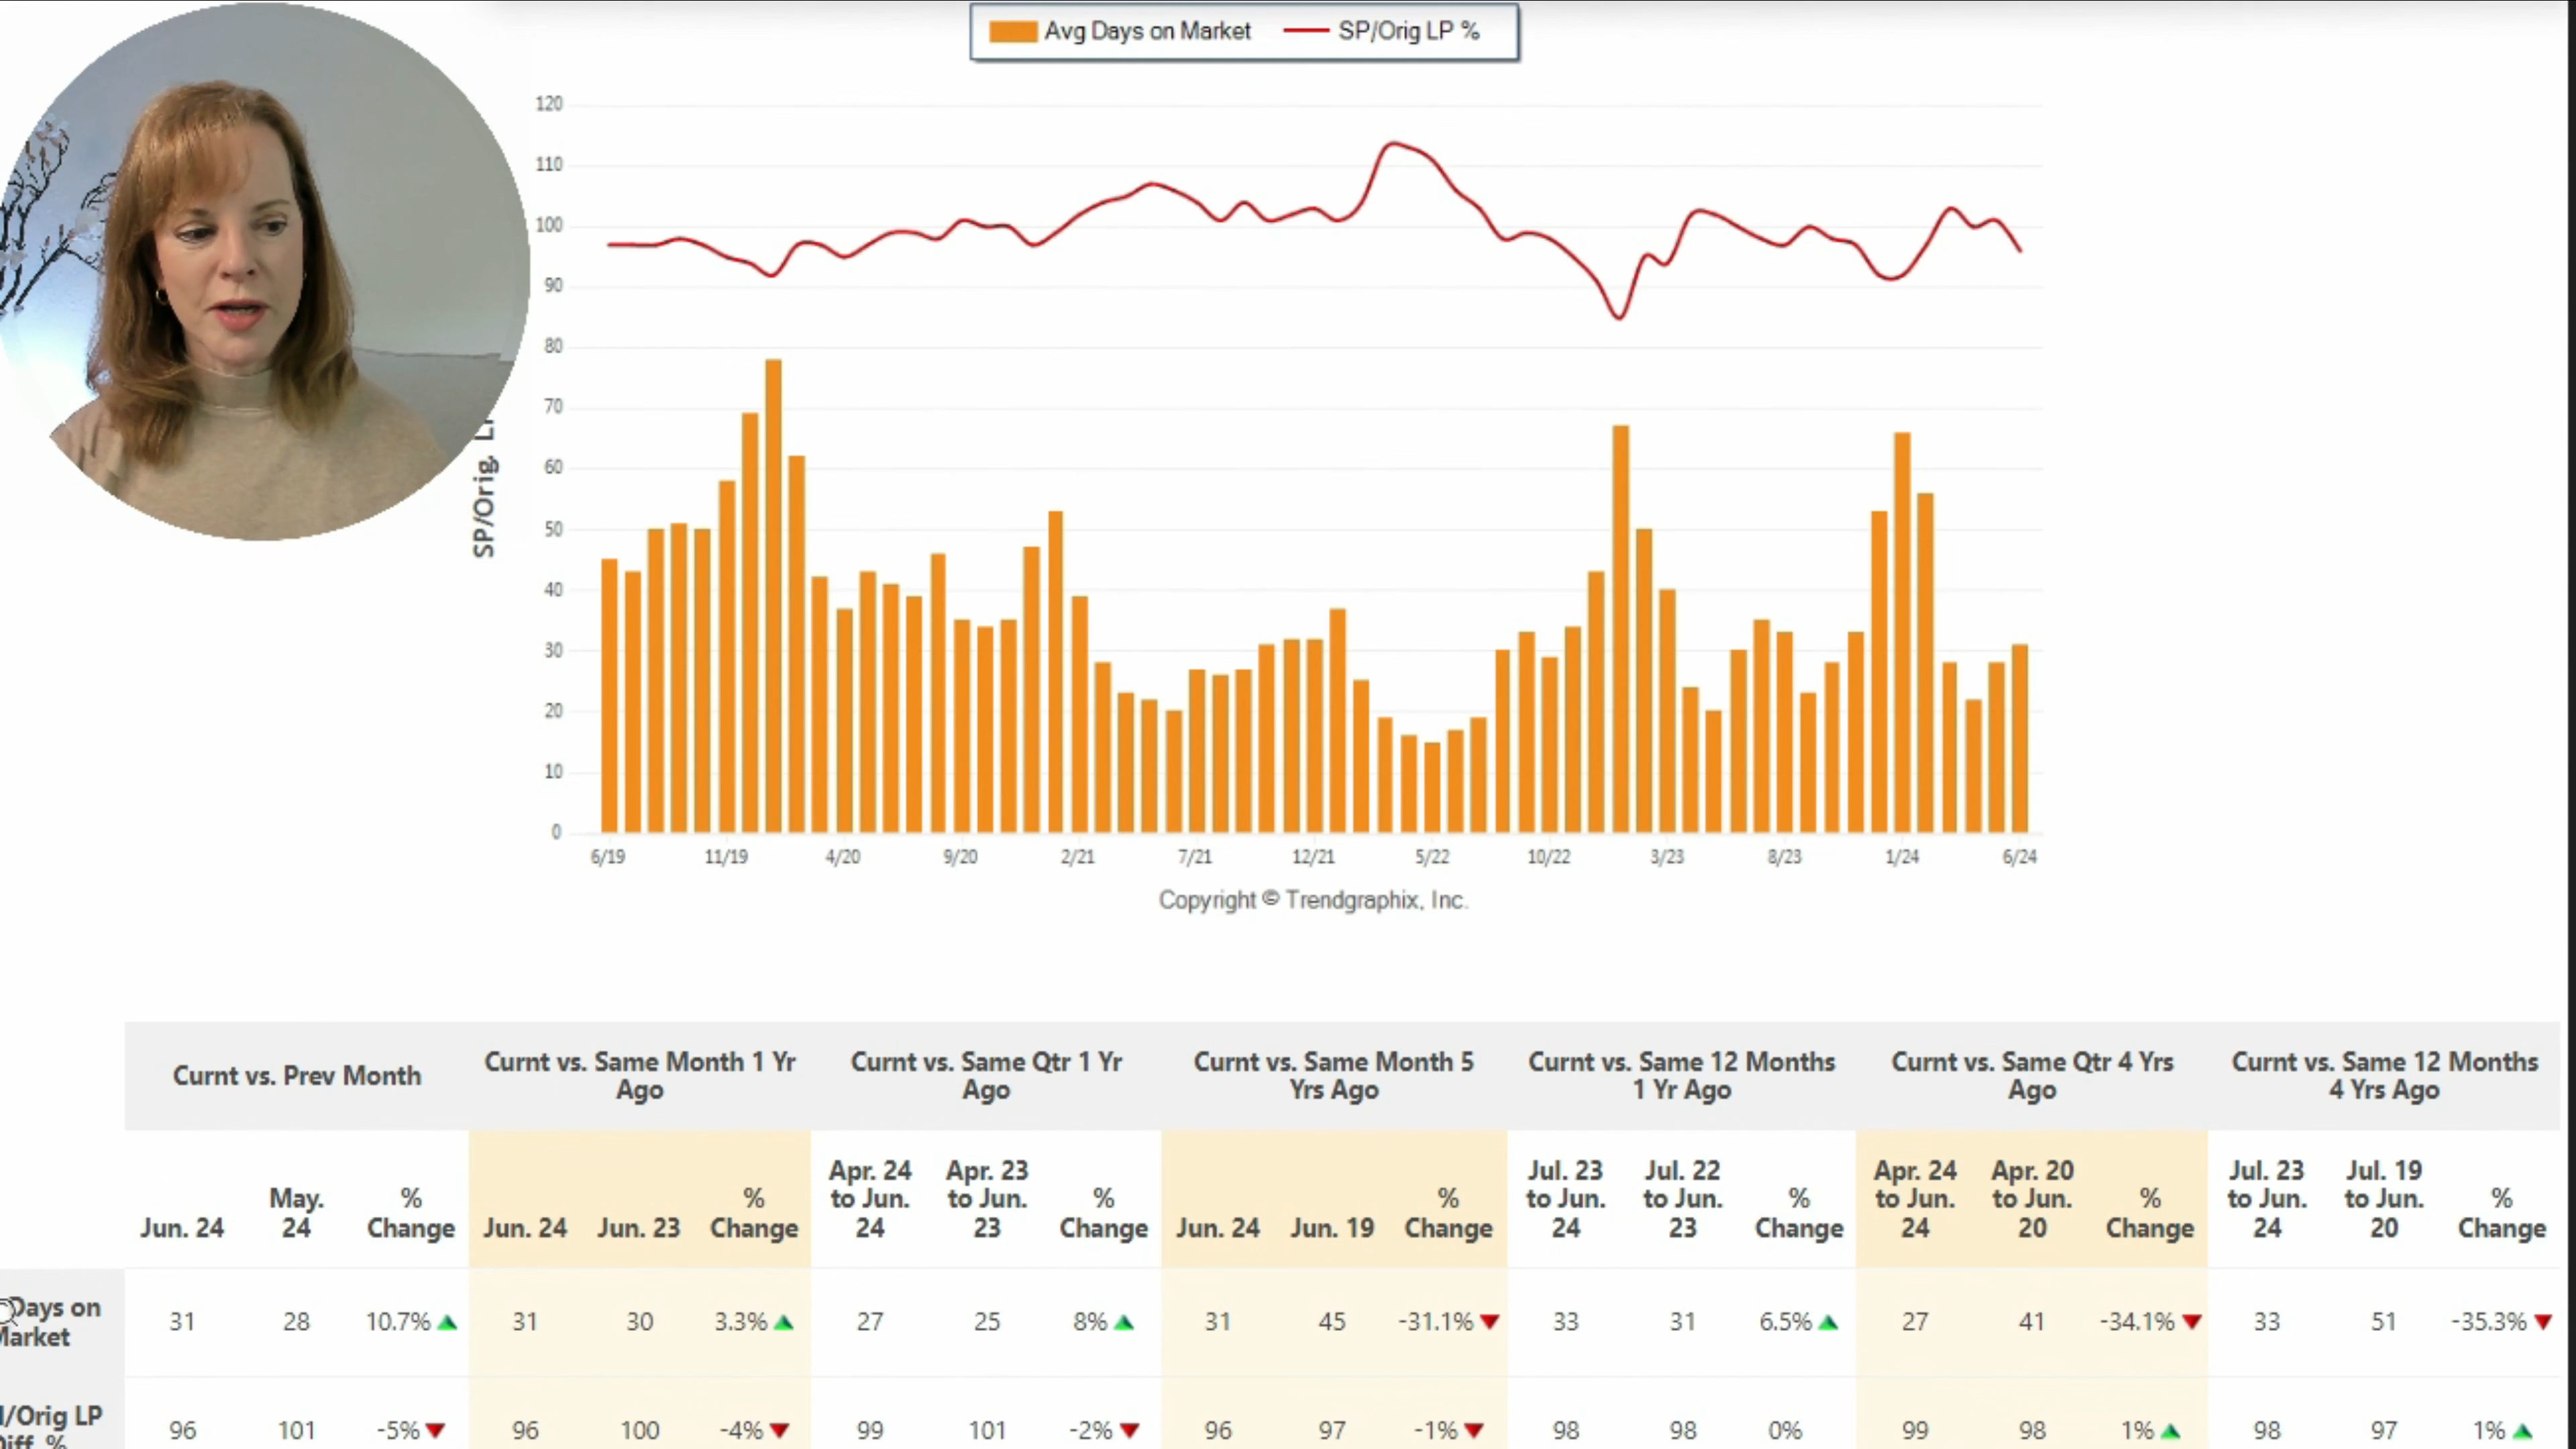 Avg Days on Market SP/Orig LP %
120
110
100
90
80
70
60
50
40
30
20
10
0
SP/Orig. L
6/19 11/19 4/20 9/20 2/21 7/21 12/21 5/22 10/22 3/23 8/23 1/24 6/24
Copyright © Trendgraphix, Inc.
Curnt vs. Prev Month
Curnt vs. Same Month 1 Yr
Ago
Curnt vs. Same Qtr 1 Yr
Ago
Curnt vs. Same Month 5
Yrs Ago
Curnt vs. Same 12 Months
1 Yr Ago
Curnt vs. Same Qtr 4 Yrs
Ago
Curnt vs. Same 12 Months
4 Yrs Ago
Jun. 24
May.
24
%
Change
Jun. 24
Jun. 23
%
Change
Apr. 24
to Jun.
24
Apr. 23
to Jun.
23
%
Change
Jun. 24
Jun. 19
%
Change
Jul. 23
to Jun.
24
Jul. 22
to Jun.
23
%
Change
Apr. 24
to Jun.
24
Apr. 20
to Jun.
20
%
Change
Jul. 23
to Jun.
24
Jul. 19
to Jun.
20
%
Change
Days on
Market
31 28 10.7% 31 30 3.3% 27 25 8% 31 45 -31.1% 33 31 6.5% 27 41 -34.1% 33 51 -35.3%
/Orig LP
Diff. %
96 101 -5% 96 100 -4% 99 101 -2% 96 97 -1% 98 98 0% 99 98 1% 98 97 1%